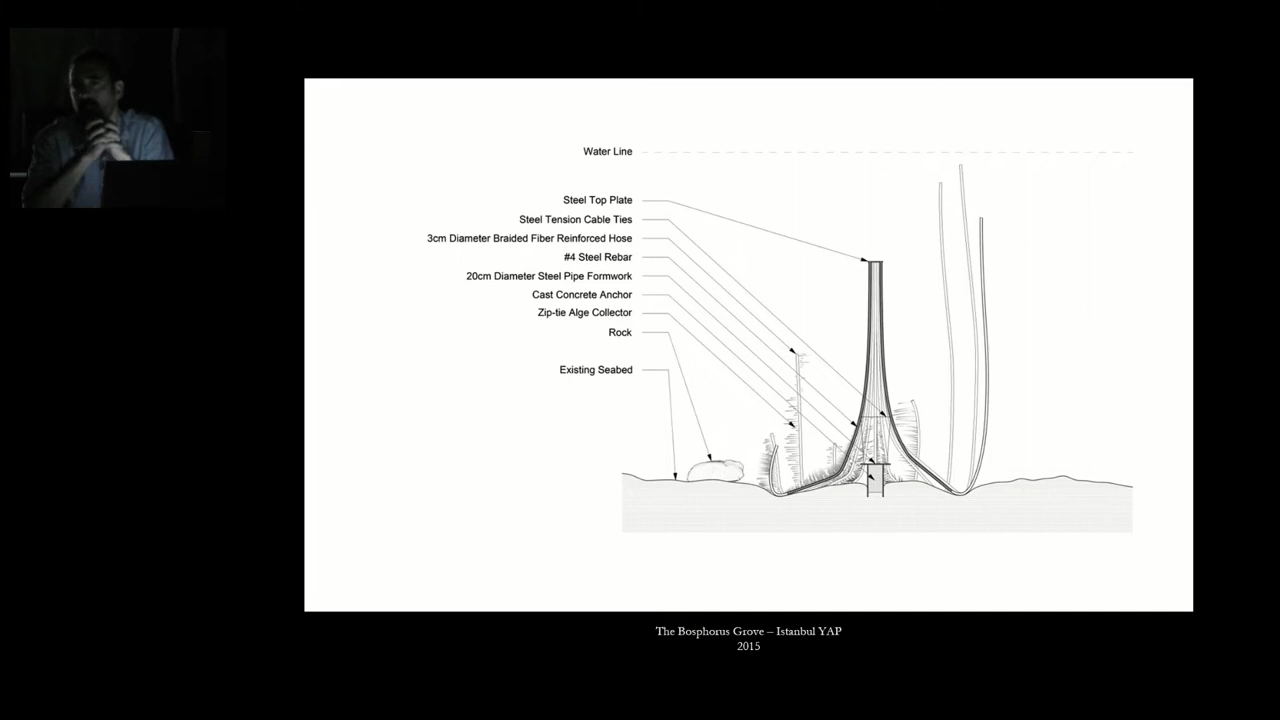 Water Line
Steel Top Plate
Steel Tension Cable Ties
3cm Diameter Braided Fiber Reinforced Hose
#4 Steel Rebar
20cm Diameter Steel Pipe Formwork
Cast Concrete Anchor
Zip-tie Alge Collector
Rock
Existing Seabed
The Bosphorus Grove – Istanbul YAP
2015